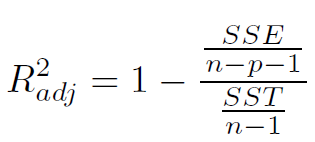 R²_adj = 1 − (SSE/(n−p−1))/(SST/(n−1))